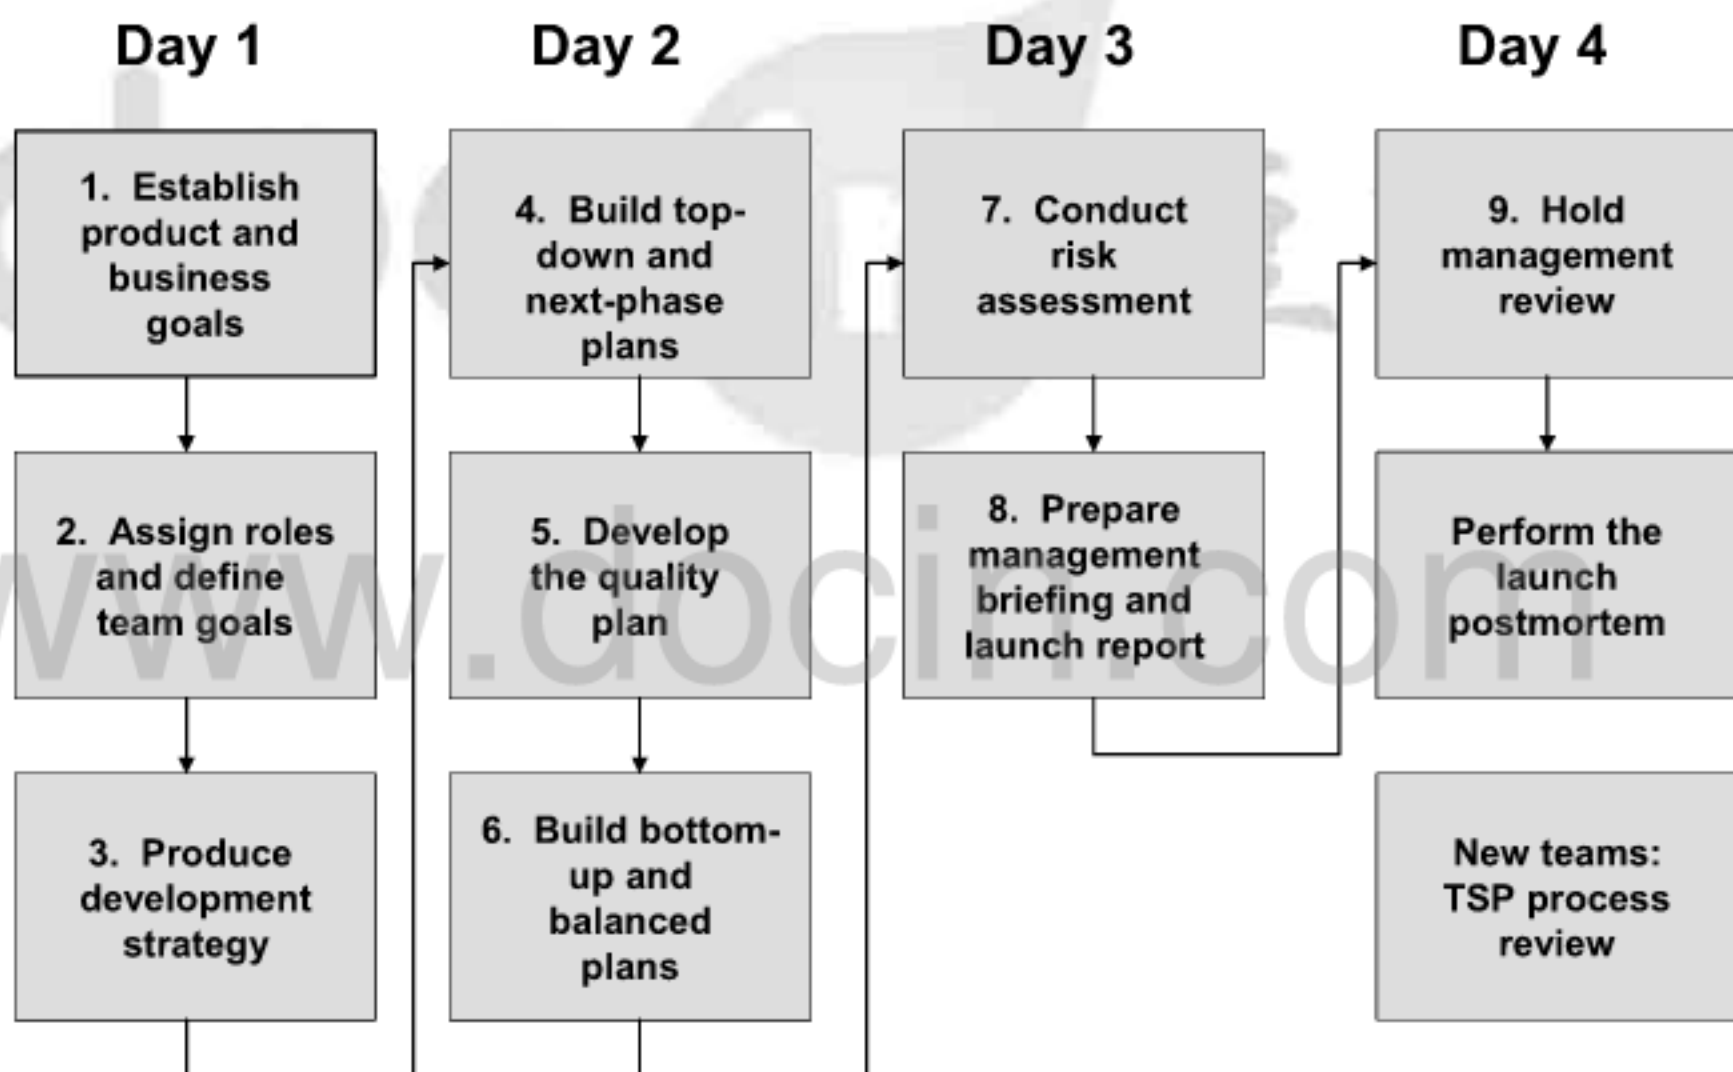 Day 1
1. Establish
product and
business
goals
2. Assign roles
and define
team goals
3. Produce
development
strategy
Day 2
4. Build top-
down and
next-phase
plans
5. Develop
the quality
plan
6. Build bottom-
up and
balanced
plans
Day 3
7. Conduct
risk
assessment
8. Prepare
management
briefing and
launch report
Day 4
9. Hold
management
review
Perform the
launch
postmortem
New teams:
TSP process
review
www.docin.com